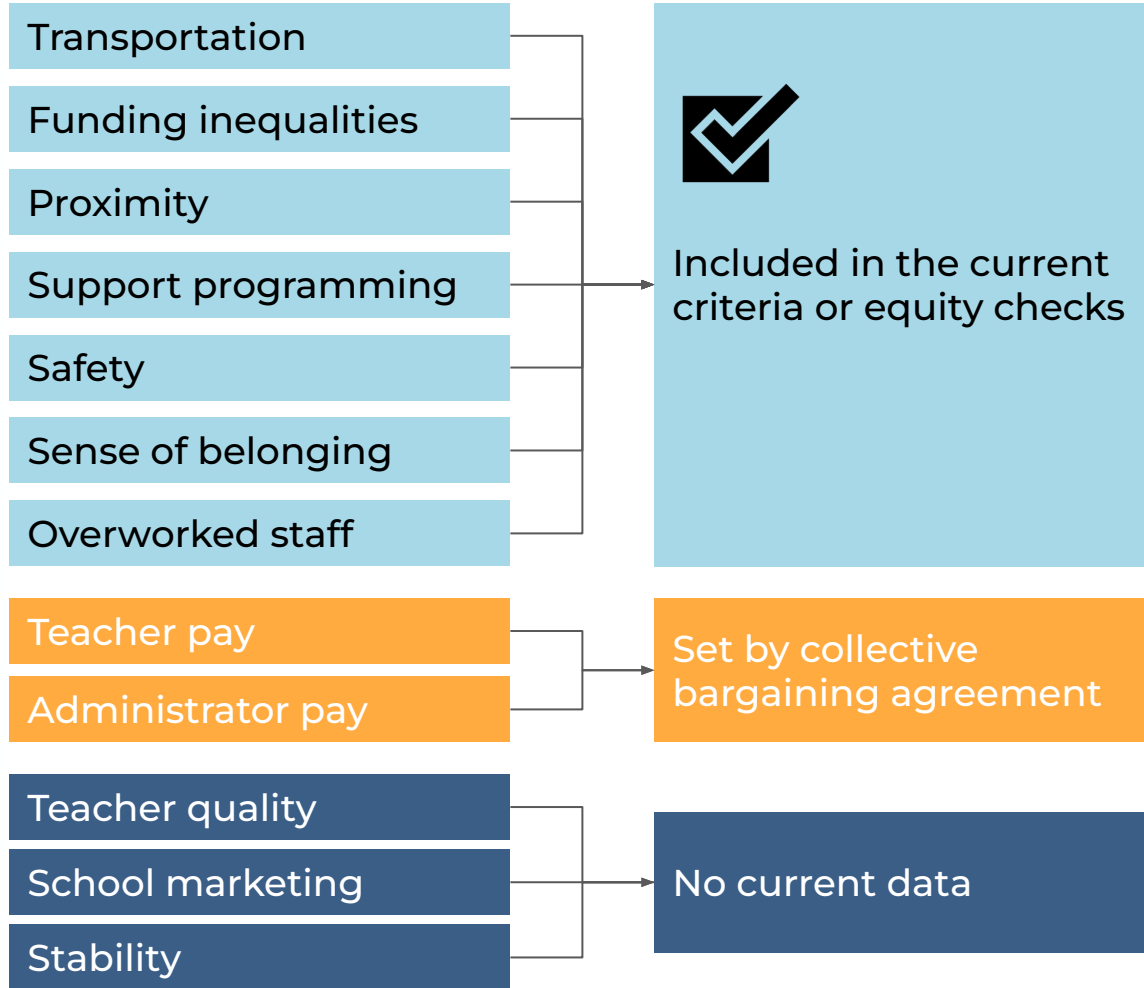 Transportation
Funding inequalities
Proximity
Support programming
Safety
Sense of belonging
Overworked staff
Included in the current
criteria or equity checks
Teacher pay
Administrator pay
Set by collective
bargaining agreement
Teacher quality
School marketing
Stability
No current data